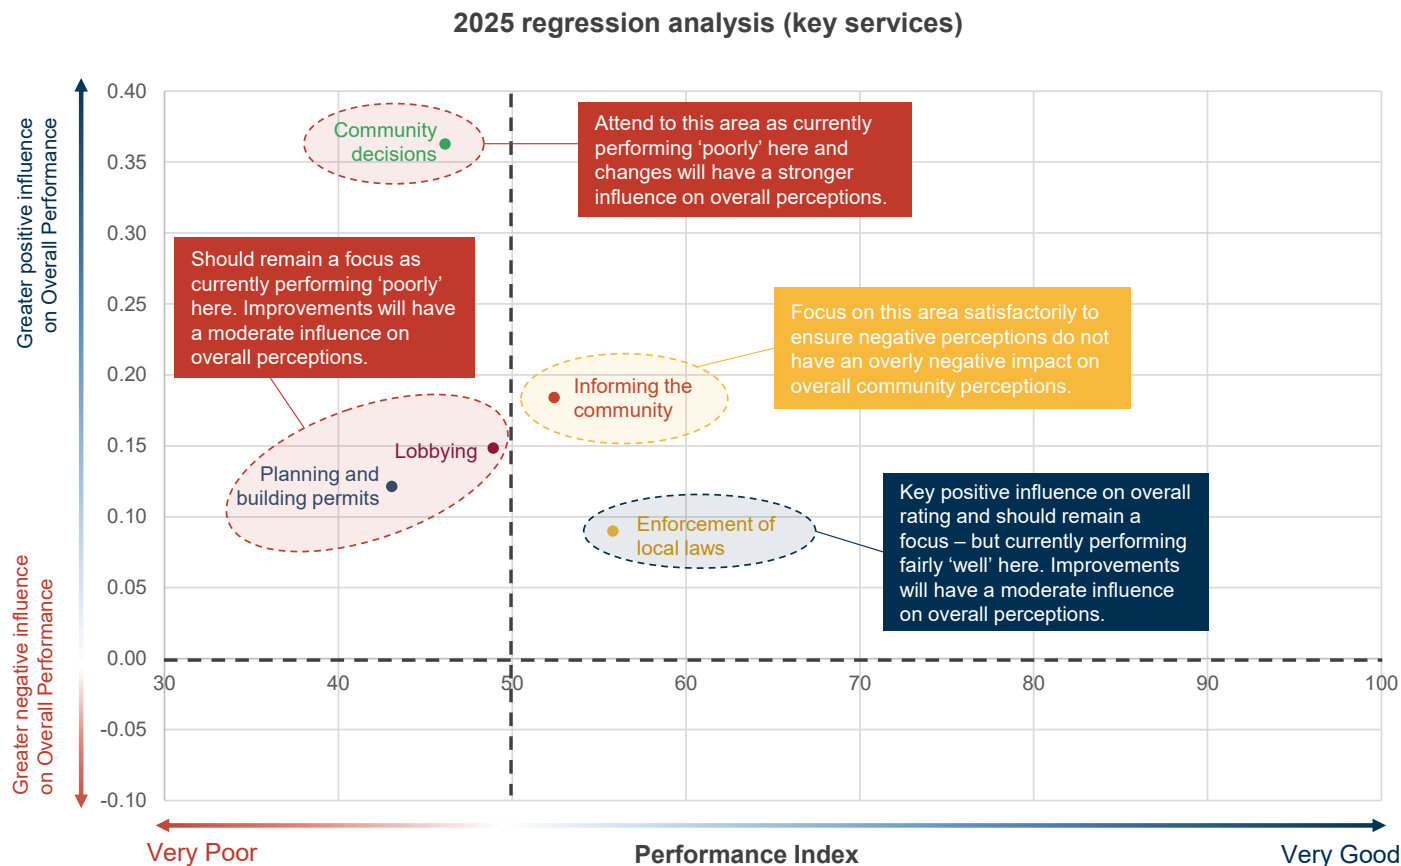 2025 regression analysis (key services)
Greater positive influence
on Overall Performance
Greater negative influence
on Overall Performance
0.40
0.35
0.30
0.25
0.20
0.15
0.10
0.05
0.00
-0.05
-0.10
Community
decisions
Attend to this area as currently
performing ‘poorly’ here and
changes will have a stronger
influence on overall perceptions.
Should remain a focus as
currently performing ‘poorly’
here. Improvements will have
a moderate influence on
overall perceptions.
Focus on this area satisfactorily to
ensure negative perceptions do not
have an overly negative impact on
overall community perceptions.
Informing the
community
Lobbying
Planning and
building permits
Enforcement of
local laws
Key positive influence on overall
rating and should remain a
focus – but currently performing
fairly ‘well’ here. Improvements
will have a moderate influence
on overall perceptions.
30 40 50 60 70 80 90 100
Very Poor
Performance Index
Very Good